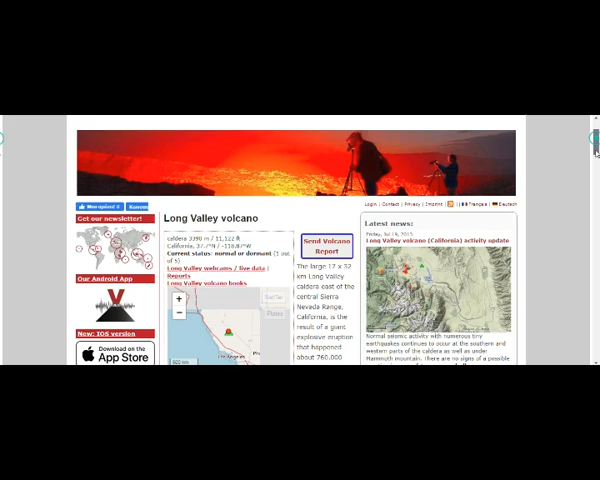 Login | Contact | Privacy | Imprint | | Français | Deutsch
Get our newsletter!
Our Android App
New: IOS version
Download on the
App Store
Long Valley volcano
caldera 3390 m / 11,122 ft
California, 37.7°N / -118.87°W
Current status: normal or dormant (1 out
of 5)
Long Valley webcams / live data |
Reports
Long Valley volcano books
+
-
Los Angeles
Send Volcano
Report
The large 17 x 32
km Long Valley
caldera east of the
central Sierra
Nevada Range,
California, is the
result of a giant
explosive eruption
that happened
about 760,000
Latest news:
Friday, Jul 19, 2015
Long Valley volcano (California) activity update
Normal seismic activity with numerous tiny
earthquakes continues to occur at the southern and
western parts of the caldera as well as under
Mammoth mountain. There are no signs of a possible